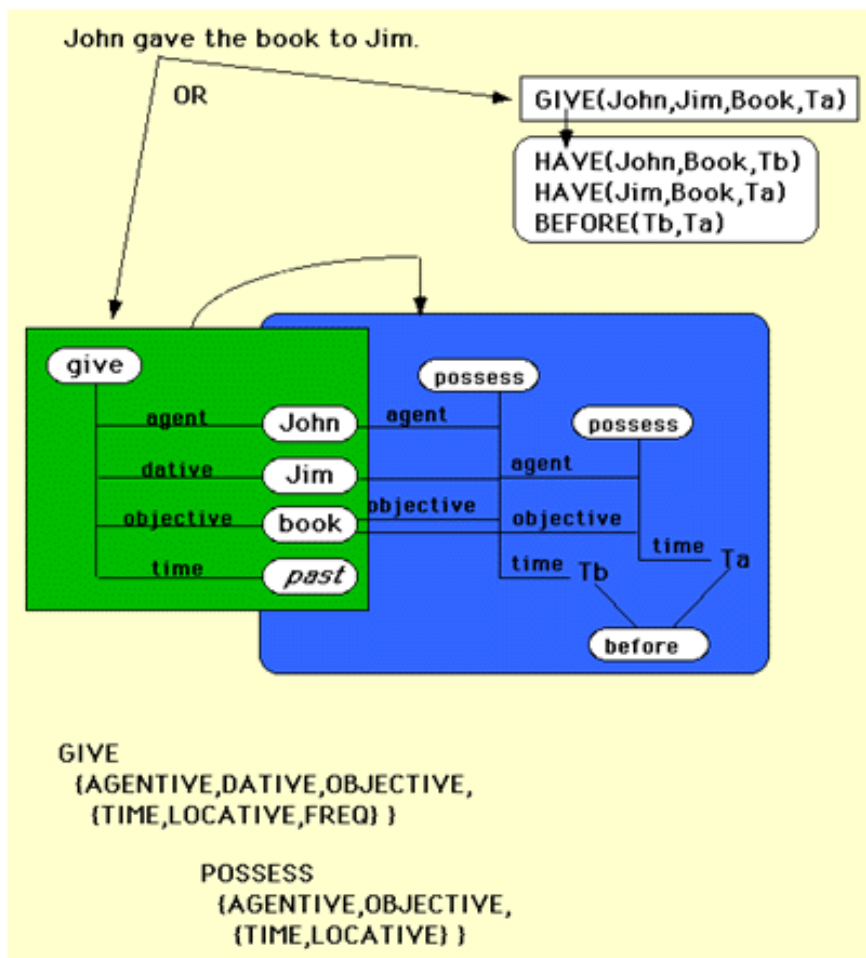 John gave the book to Jim.
OR
GIVE(John,Jim,Book,Ta)
HAVE(John,Book,Tb)
HAVE(Jim,Book,Ta)
BEFORE(Tb,Ta)
give
possess
agent
John
agent
possess
dative
Jim
agent
objective
book
objective
objective
time
past
time
Tb
time
Ta
before
GIVE
{AGENTIVE,DATIVE,OBJECTIVE,
{TIME,LOCATIVE,FREQ} }
POSSESS
{AGENTIVE,OBJECTIVE,
{TIME,LOCATIVE} }